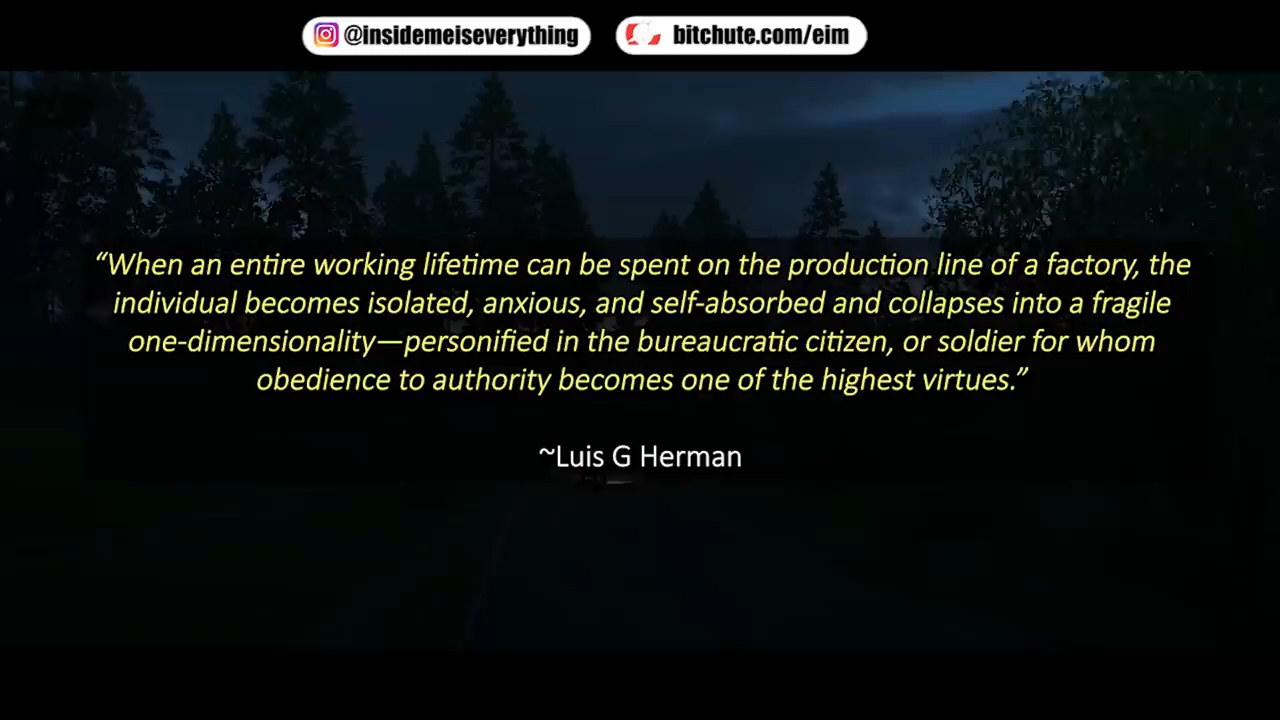 @insidemeiseverything bitchute.com/eim
“When an entire working lifetime can be spent on the production line of a factory, the
individual becomes isolated, anxious, and self-absorbed and collapses into a fragile
one-dimensionality—personified in the bureaucratic citizen, or soldier for whom
obedience to authority becomes one of the highest virtues.”
~Luis G Herman